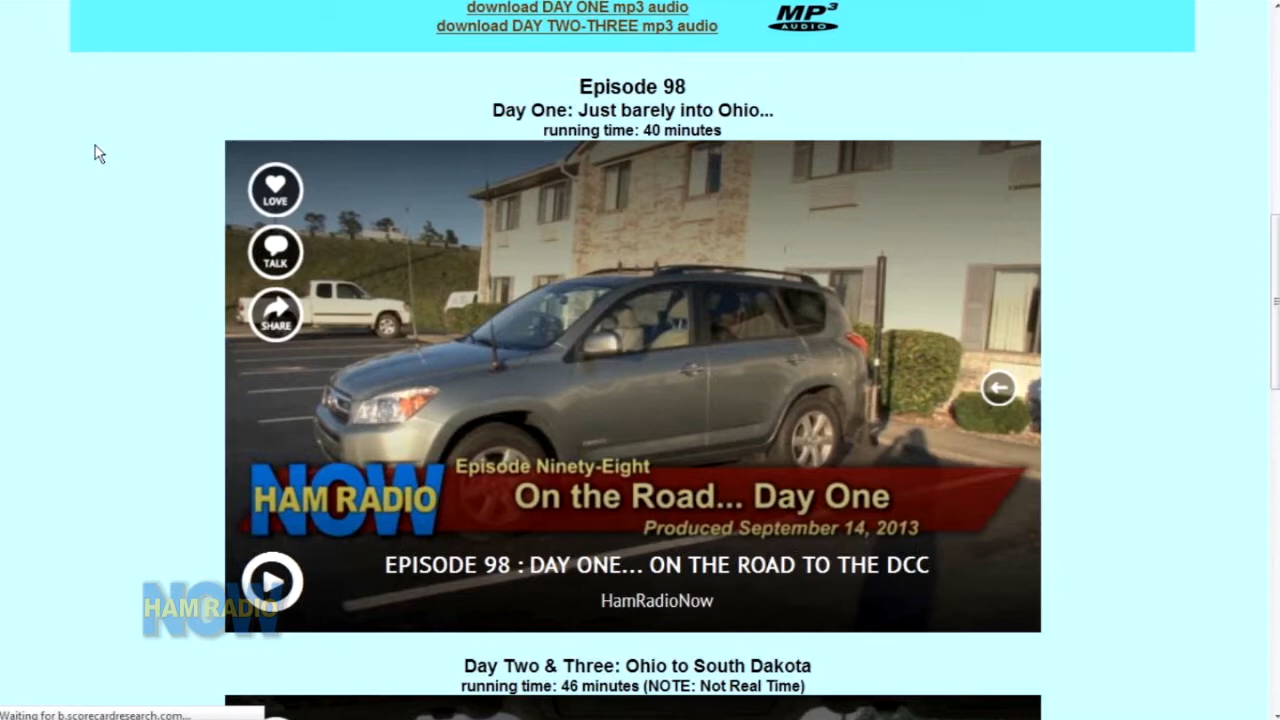 download DAY ONE mp3 audio
download DAY TWO-THREE mp3 audio
MP3
AUDIO
Episode 98
Day One: Just barely into Ohio...
running time: 40 minutes
LOVE
TALK
SHARE
Episode Ninety-Eight
NOW
HAM RADIO
On the Road... Day One
Produced September 14, 2013
EPISODE 98 : DAY ONE... ON THE ROAD TO THE DCC
HamRadioNow
NOW
HAM RADIO
Day Two & Three: Ohio to South Dakota
running time: 46 minutes (NOTE: Not Real Time)
Waiting for b.scorecardresearch.com...